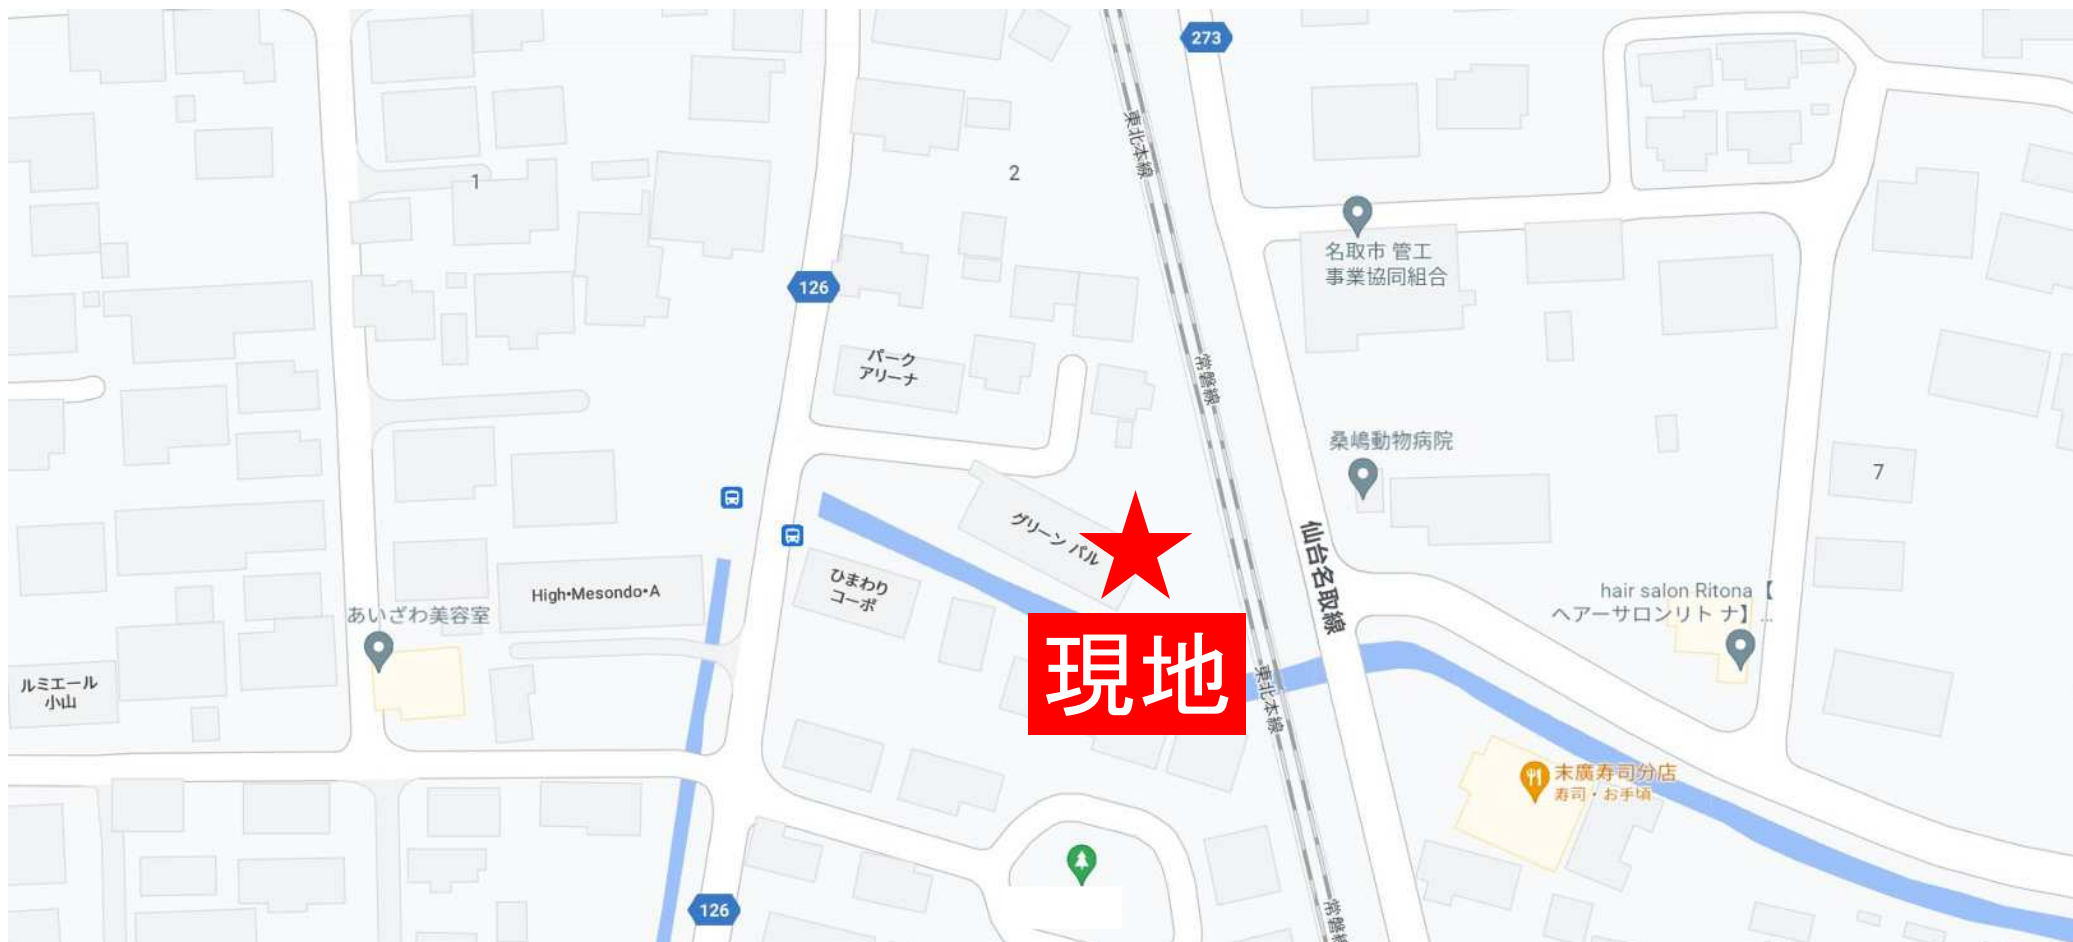 273
東北本線
2
1
名取市 管工
事業協同組合
126
パーク
アリーナ
常磐線
桑嶋動物病院
7
グリーン パル
仙台名取線
ひまわり
コーポ
High•Mesondo•A
hair salon Ritona【
ヘアーサロンリト ナ】...
あいざわ美容室
現地
ルミエール
小山
東北本線
末廣寿司分店
寿司・お手頃
126
常磐線